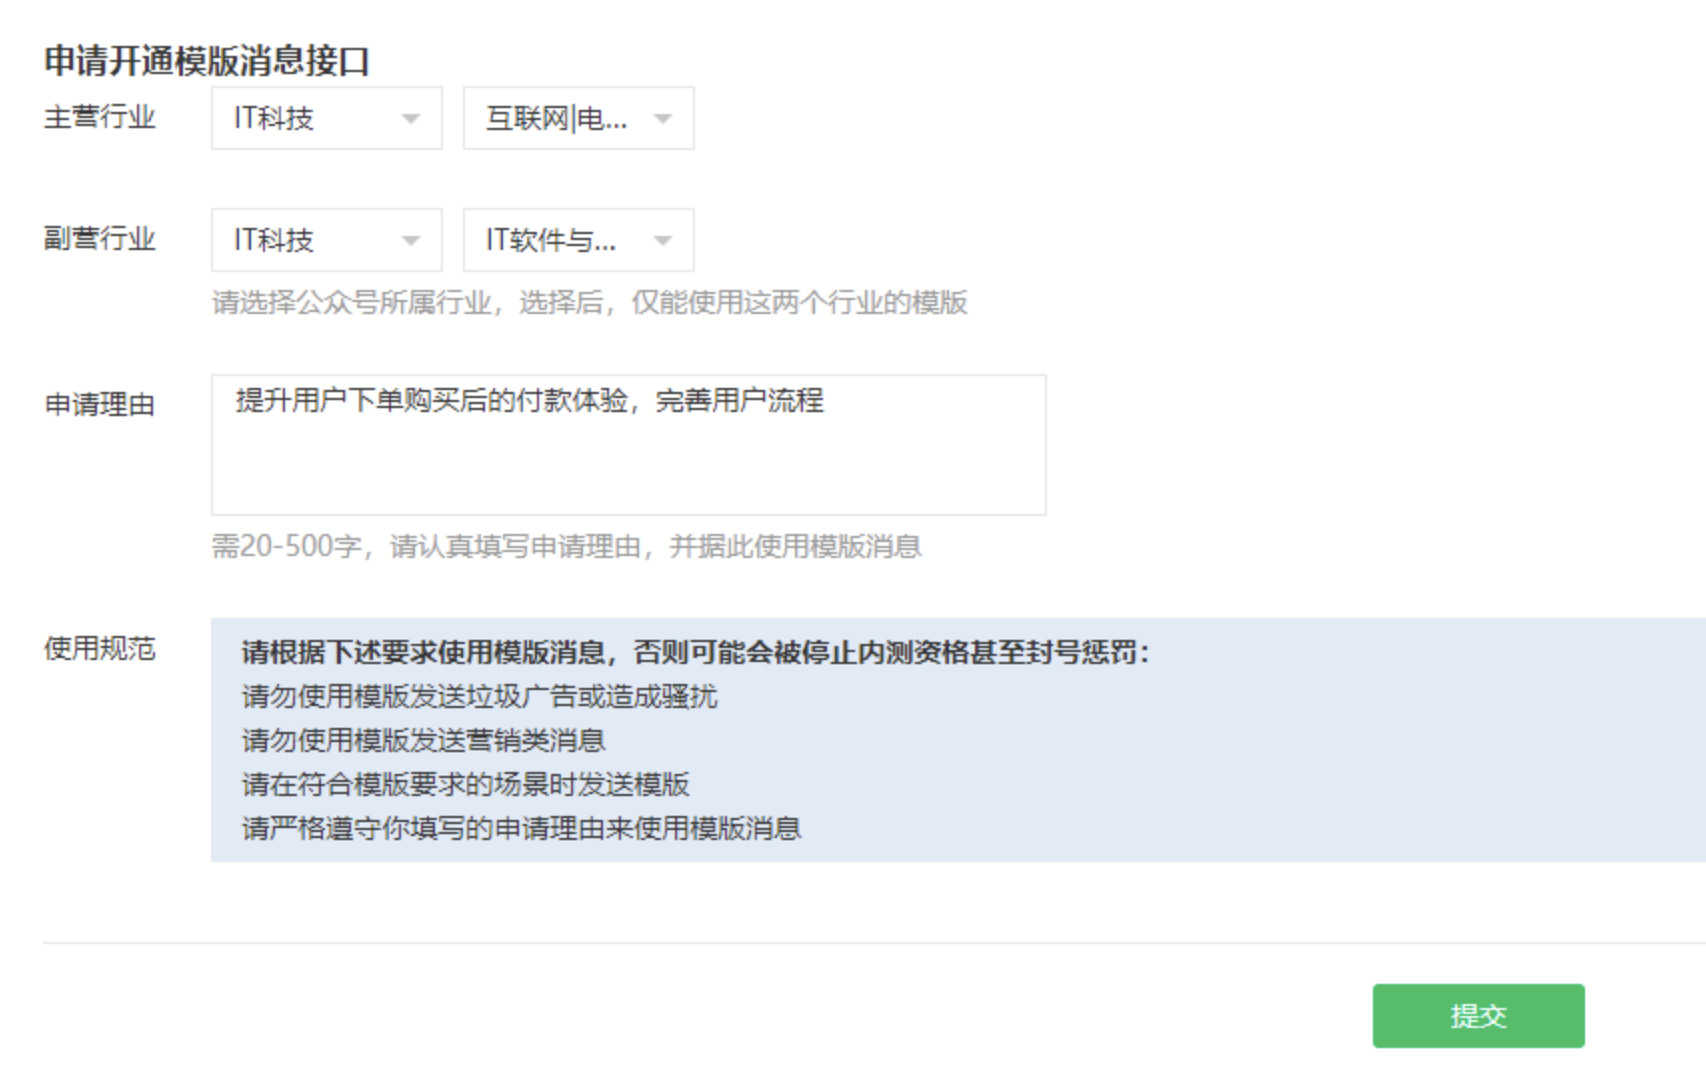 申请开通模版消息接口
主营行业 IT科技 互联网|电...
副营行业 IT科技 IT软件与...
请选择公众号所属行业，选择后，仅能使用这两个行业的模版
申请理由 提升用户下单购买后的付款体验，完善用户流程
需20-500字，请认真填写申请理由，并据此使用模版消息
使用规范 请根据下述要求使用模版消息，否则可能会被停止内测资格甚至封号惩罚：
请勿使用模版发送垃圾广告或造成骚扰
请勿使用模版发送营销类消息
请在符合模版要求的场景时发送模版
请严格遵守你填写的申请理由来使用模版消息
提交